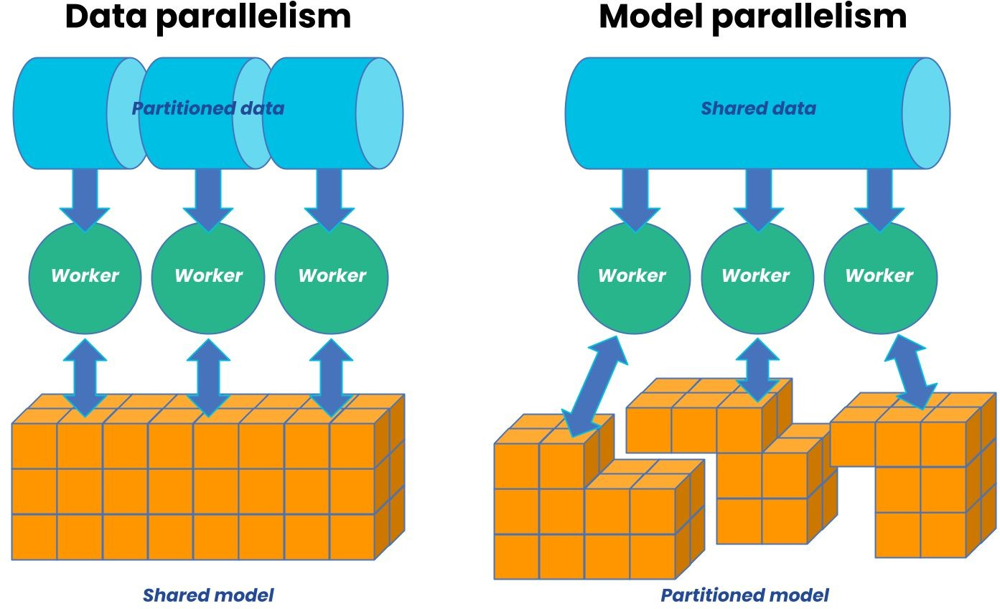 Data parallelism
Model parallelism
Partitioned data
Shared data
Worker
Worker
Worker
Worker
Worker
Worker
Shared model
Partitioned model